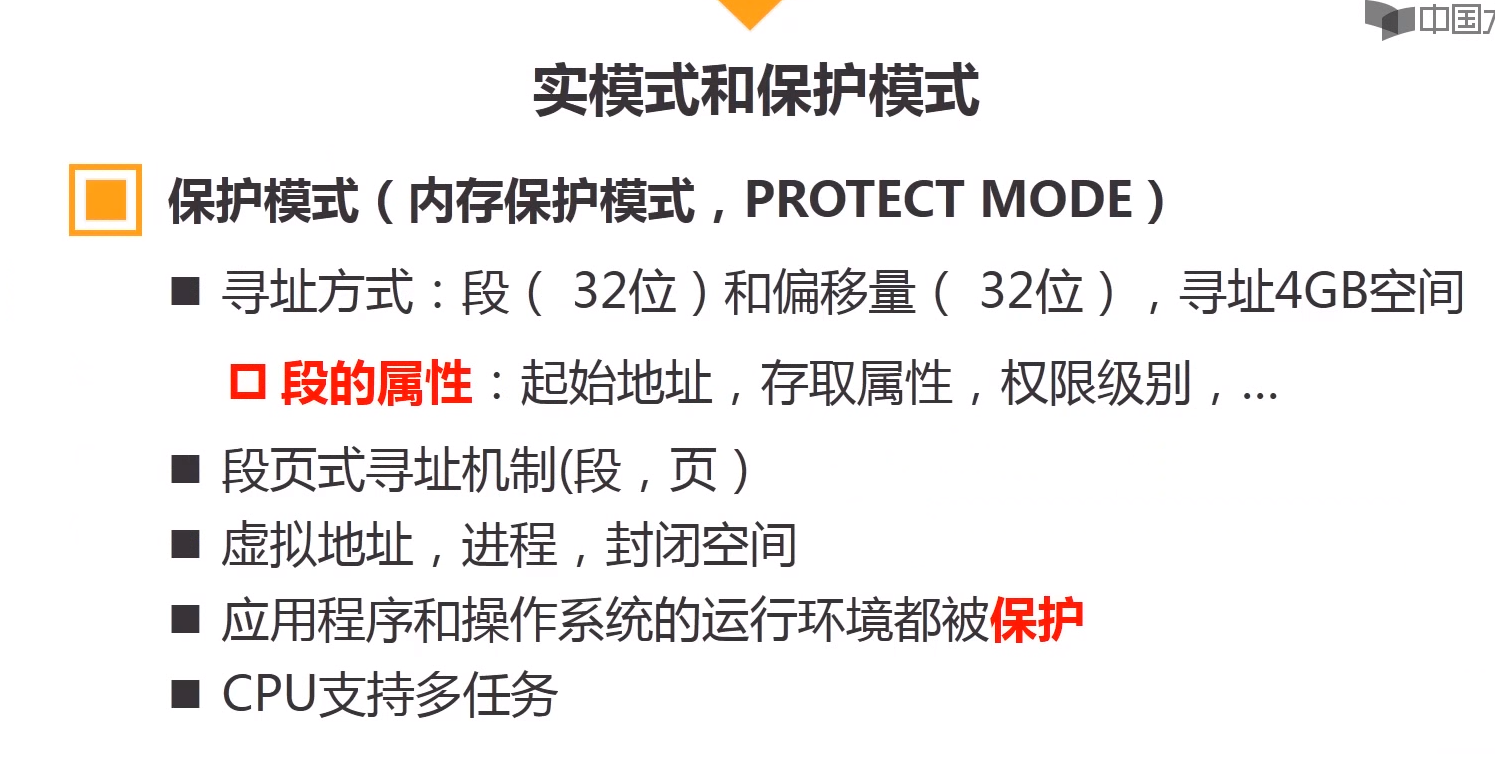 中国
实模式和保护模式
保护模式（内存保护模式，PROTECT MODE）
寻址方式：段（ 32位）和偏移量（ 32位），寻址4GB空间
段的属性：起始地址，存取属性，权限级别，...
段页式寻址机制(段，页）
虚拟地址，进程，封闭空间
应用程序和操作系统的运行环境都被保护
CPU支持多任务